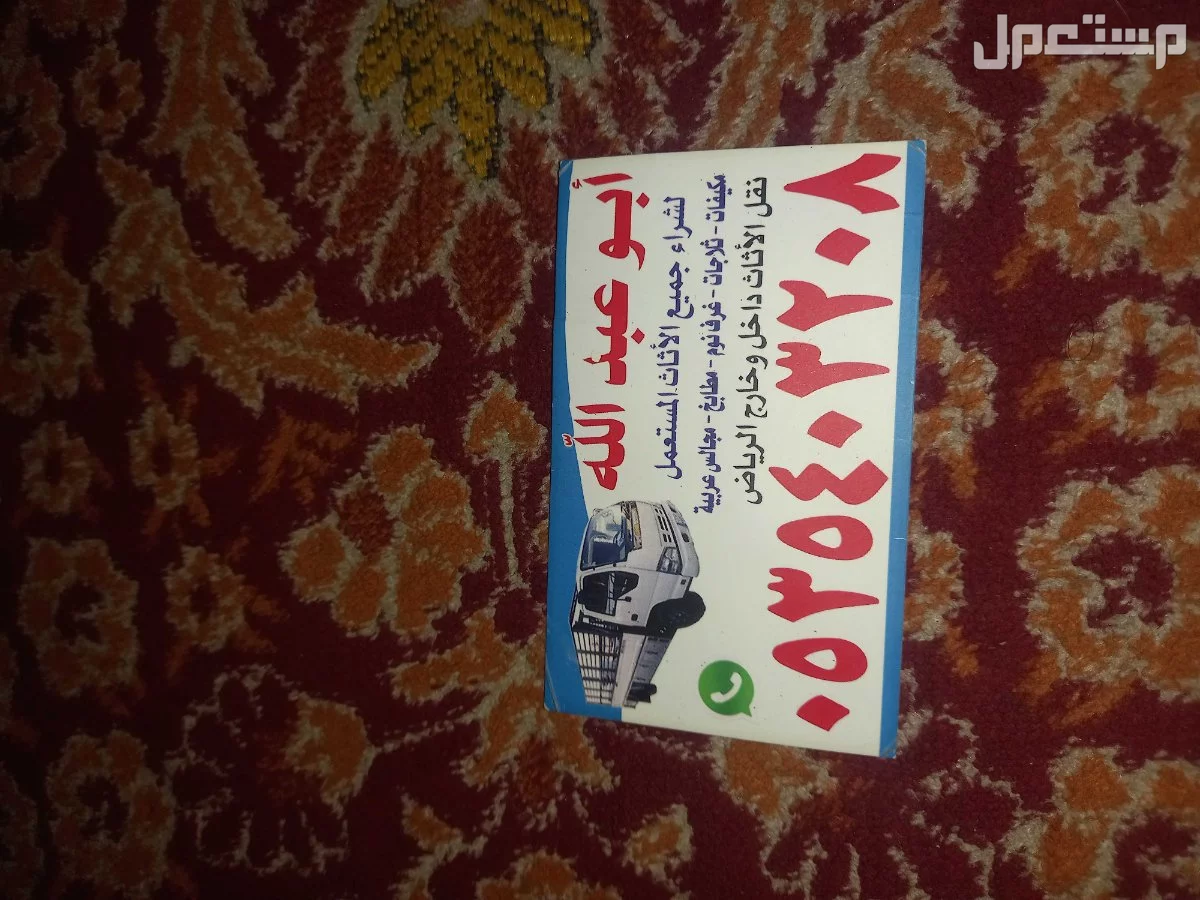 مستعمل
أبو عبد الله
لشراء جميع الأثاث المستعمل
مكيفات - ثلاجات - غرف نوم - مطابخ - مجالس عربية
نقل الأثاث داخل وخارج الرياض
٠٥٣٥٤٠٣٢٠٨